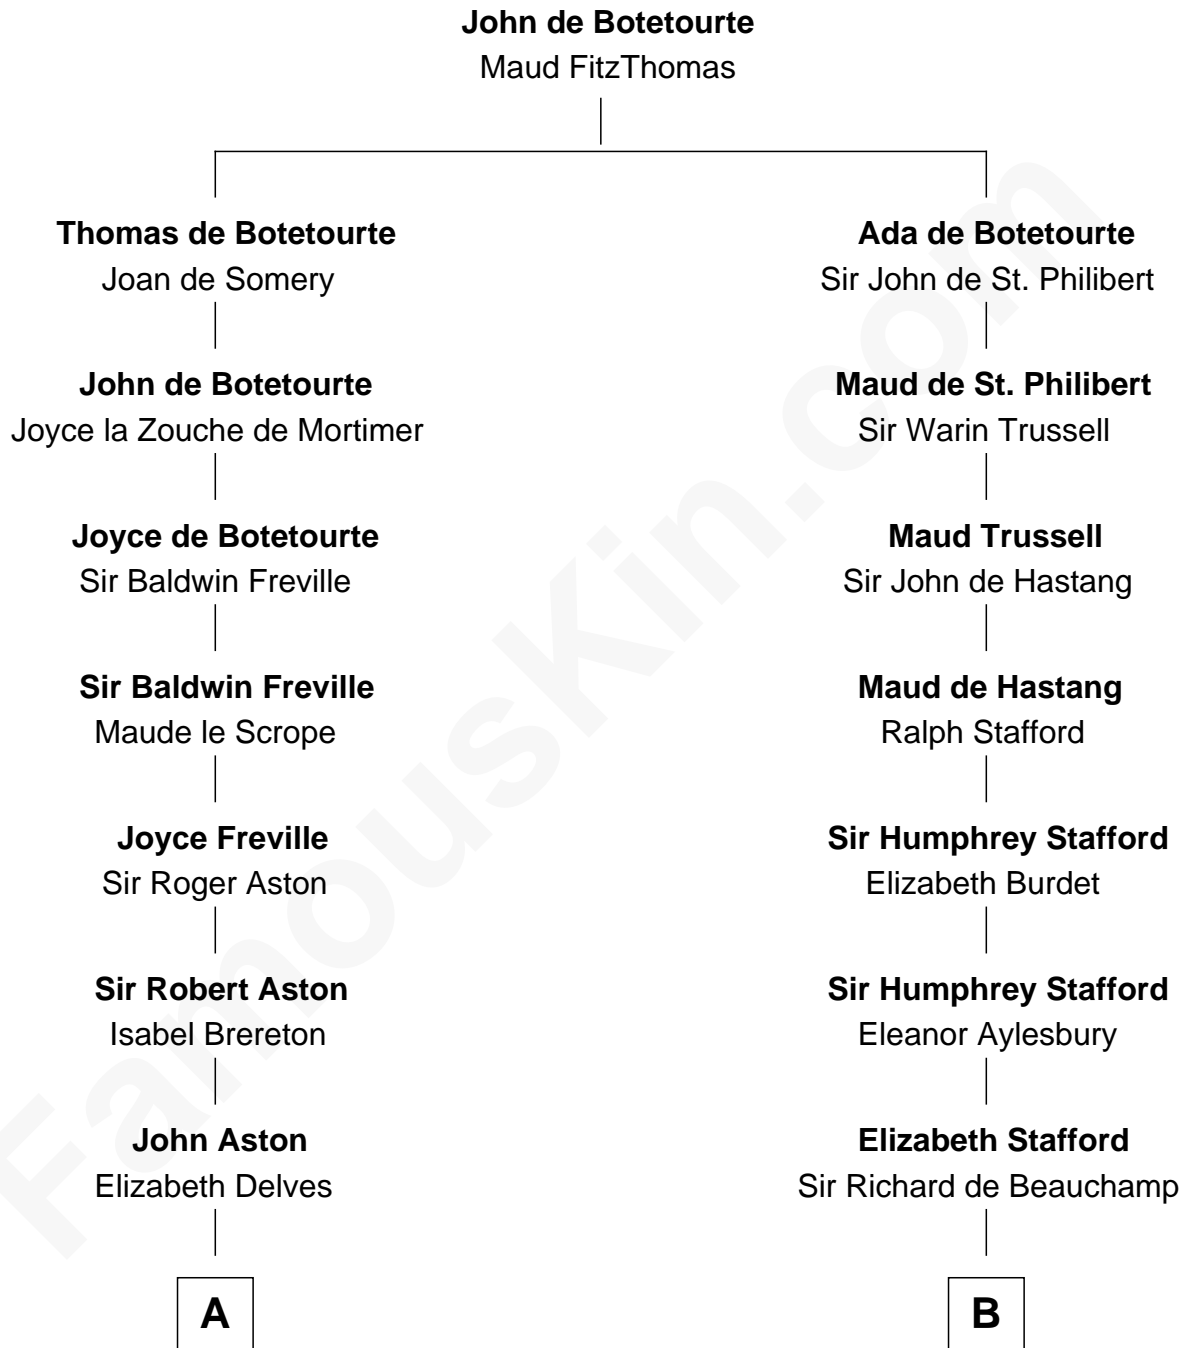 John de Botetourte
Maud FitzThomas
Thomas de Botetourte
Joan de Somery
Ada de Botetourte
Sir John de St. Philibert
John de Botetourte
Joyce la Zouche de Mortimer
Maud de St. Philibert
Sir Warin Trussell
Joyce de Botetourte
Sir Baldwin Freville
Maud Trussell
Sir John de Hastang
Sir Baldwin Freville
Maude le Scrope
Maud de Hastang
Ralph Stafford
Joyce Freville
Sir Roger Aston
Sir Humphrey Stafford
Elizabeth Burdet
Sir Robert Aston
Isabel Brereton
Sir Humphrey Stafford
Eleanor Aylesbury
John Aston
Elizabeth Delves
Elizabeth Stafford
Sir Richard de Beauchamp
A
B
FamousKin.com